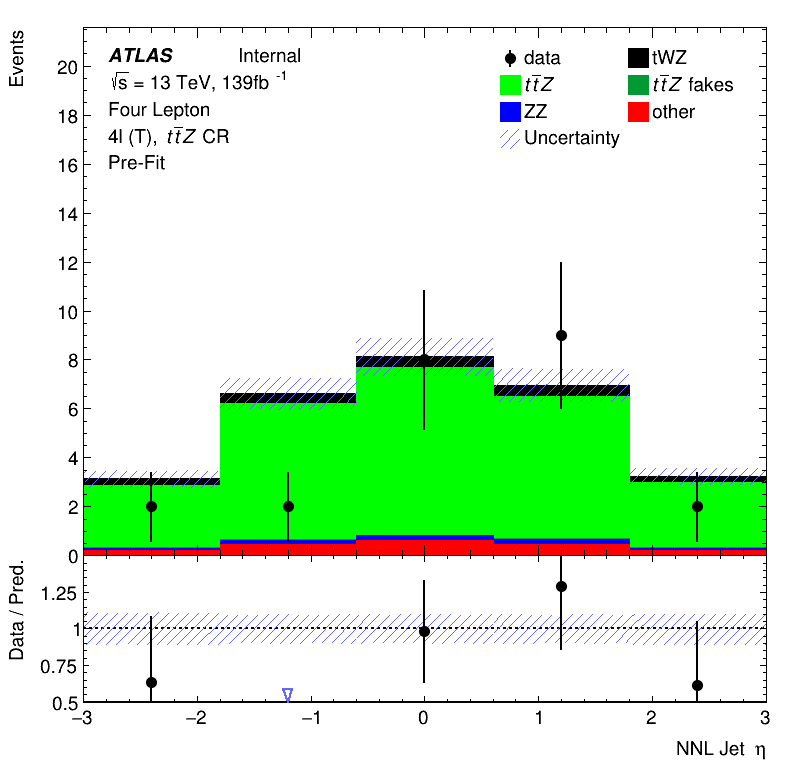 Events
ATLAS Internal
√s = 13 TeV, 139fb -1
Four Lepton
4l (T), tt̅Z CR
Pre-Fit
data
tWZ
tt̅Z
tt̅Z fakes
ZZ
other
Uncertainty
20
18
16
14
12
10
8
6
4
2
0
Data / Pred.
1.25
1
0.75
0.5
−3 −2 −1 0 1 2 3
NNL Jet η